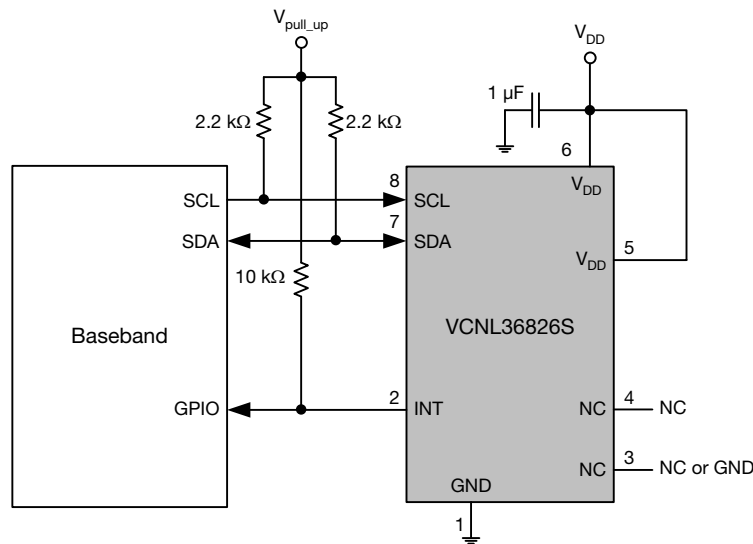 V_pull_up
V_DD
1 µF
2.2 kΩ
2.2 kΩ
6
8
V_DD
SCL
SCL
7
SDA
SDA
5
V_DD
10 kΩ
Baseband
VCNL36826S
GPIO
2
INT
NC
4
NC
3
NC
NC or GND
GND
1